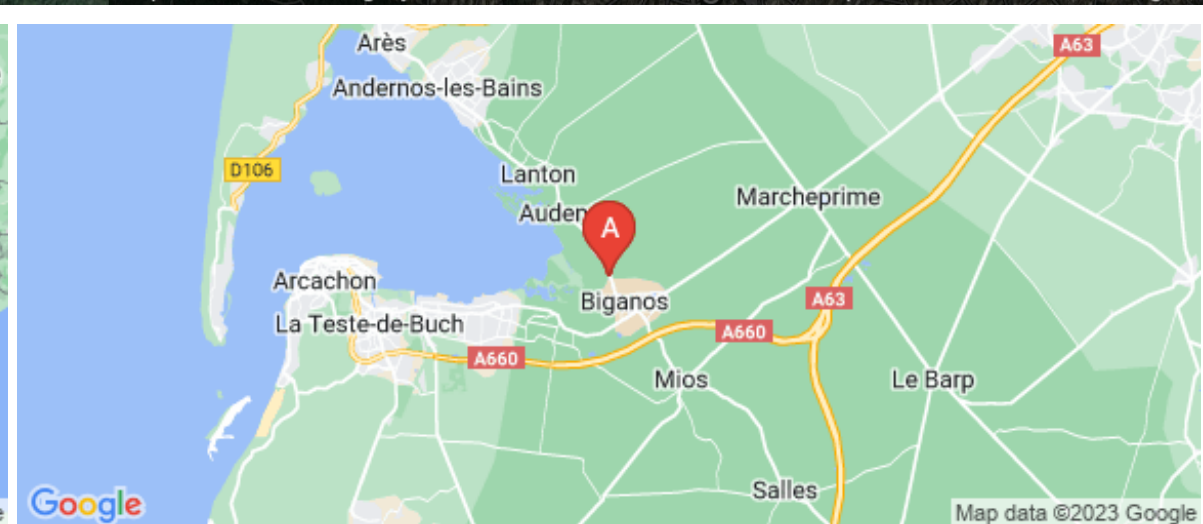 Arès
A63
Andernos-les-Bains
D106
Lanton
Marcheprime
A
Arcachon
Biganos
A63
La Teste-de-Buch
A660
A660
Mios
Le Barp
Salles
Google
Map data ©2023 Google